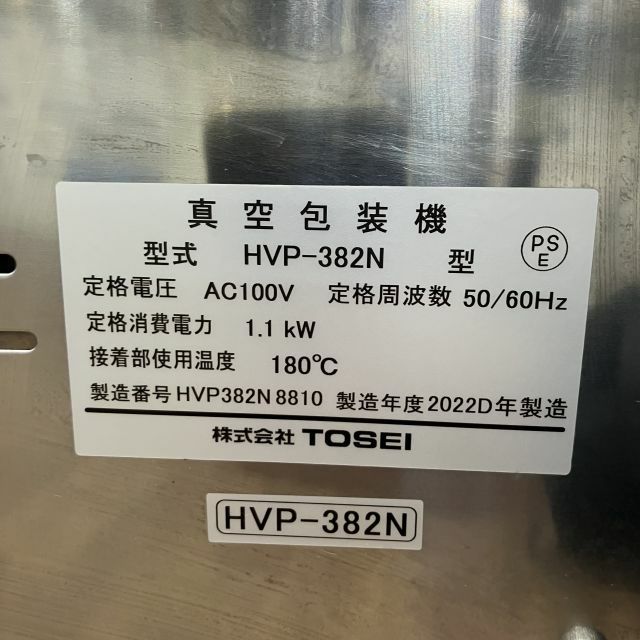 真空包装機
型式 HVP-382N 型
PS
E
定格電圧 AC100V 定格周波数 50/60Hz
定格消費電力 1.1 kW
接着部使用温度 180℃
製造番号 HVP382N 8810 製造年度 2022D年製造
株式会社 TOSEI
HVP-382N